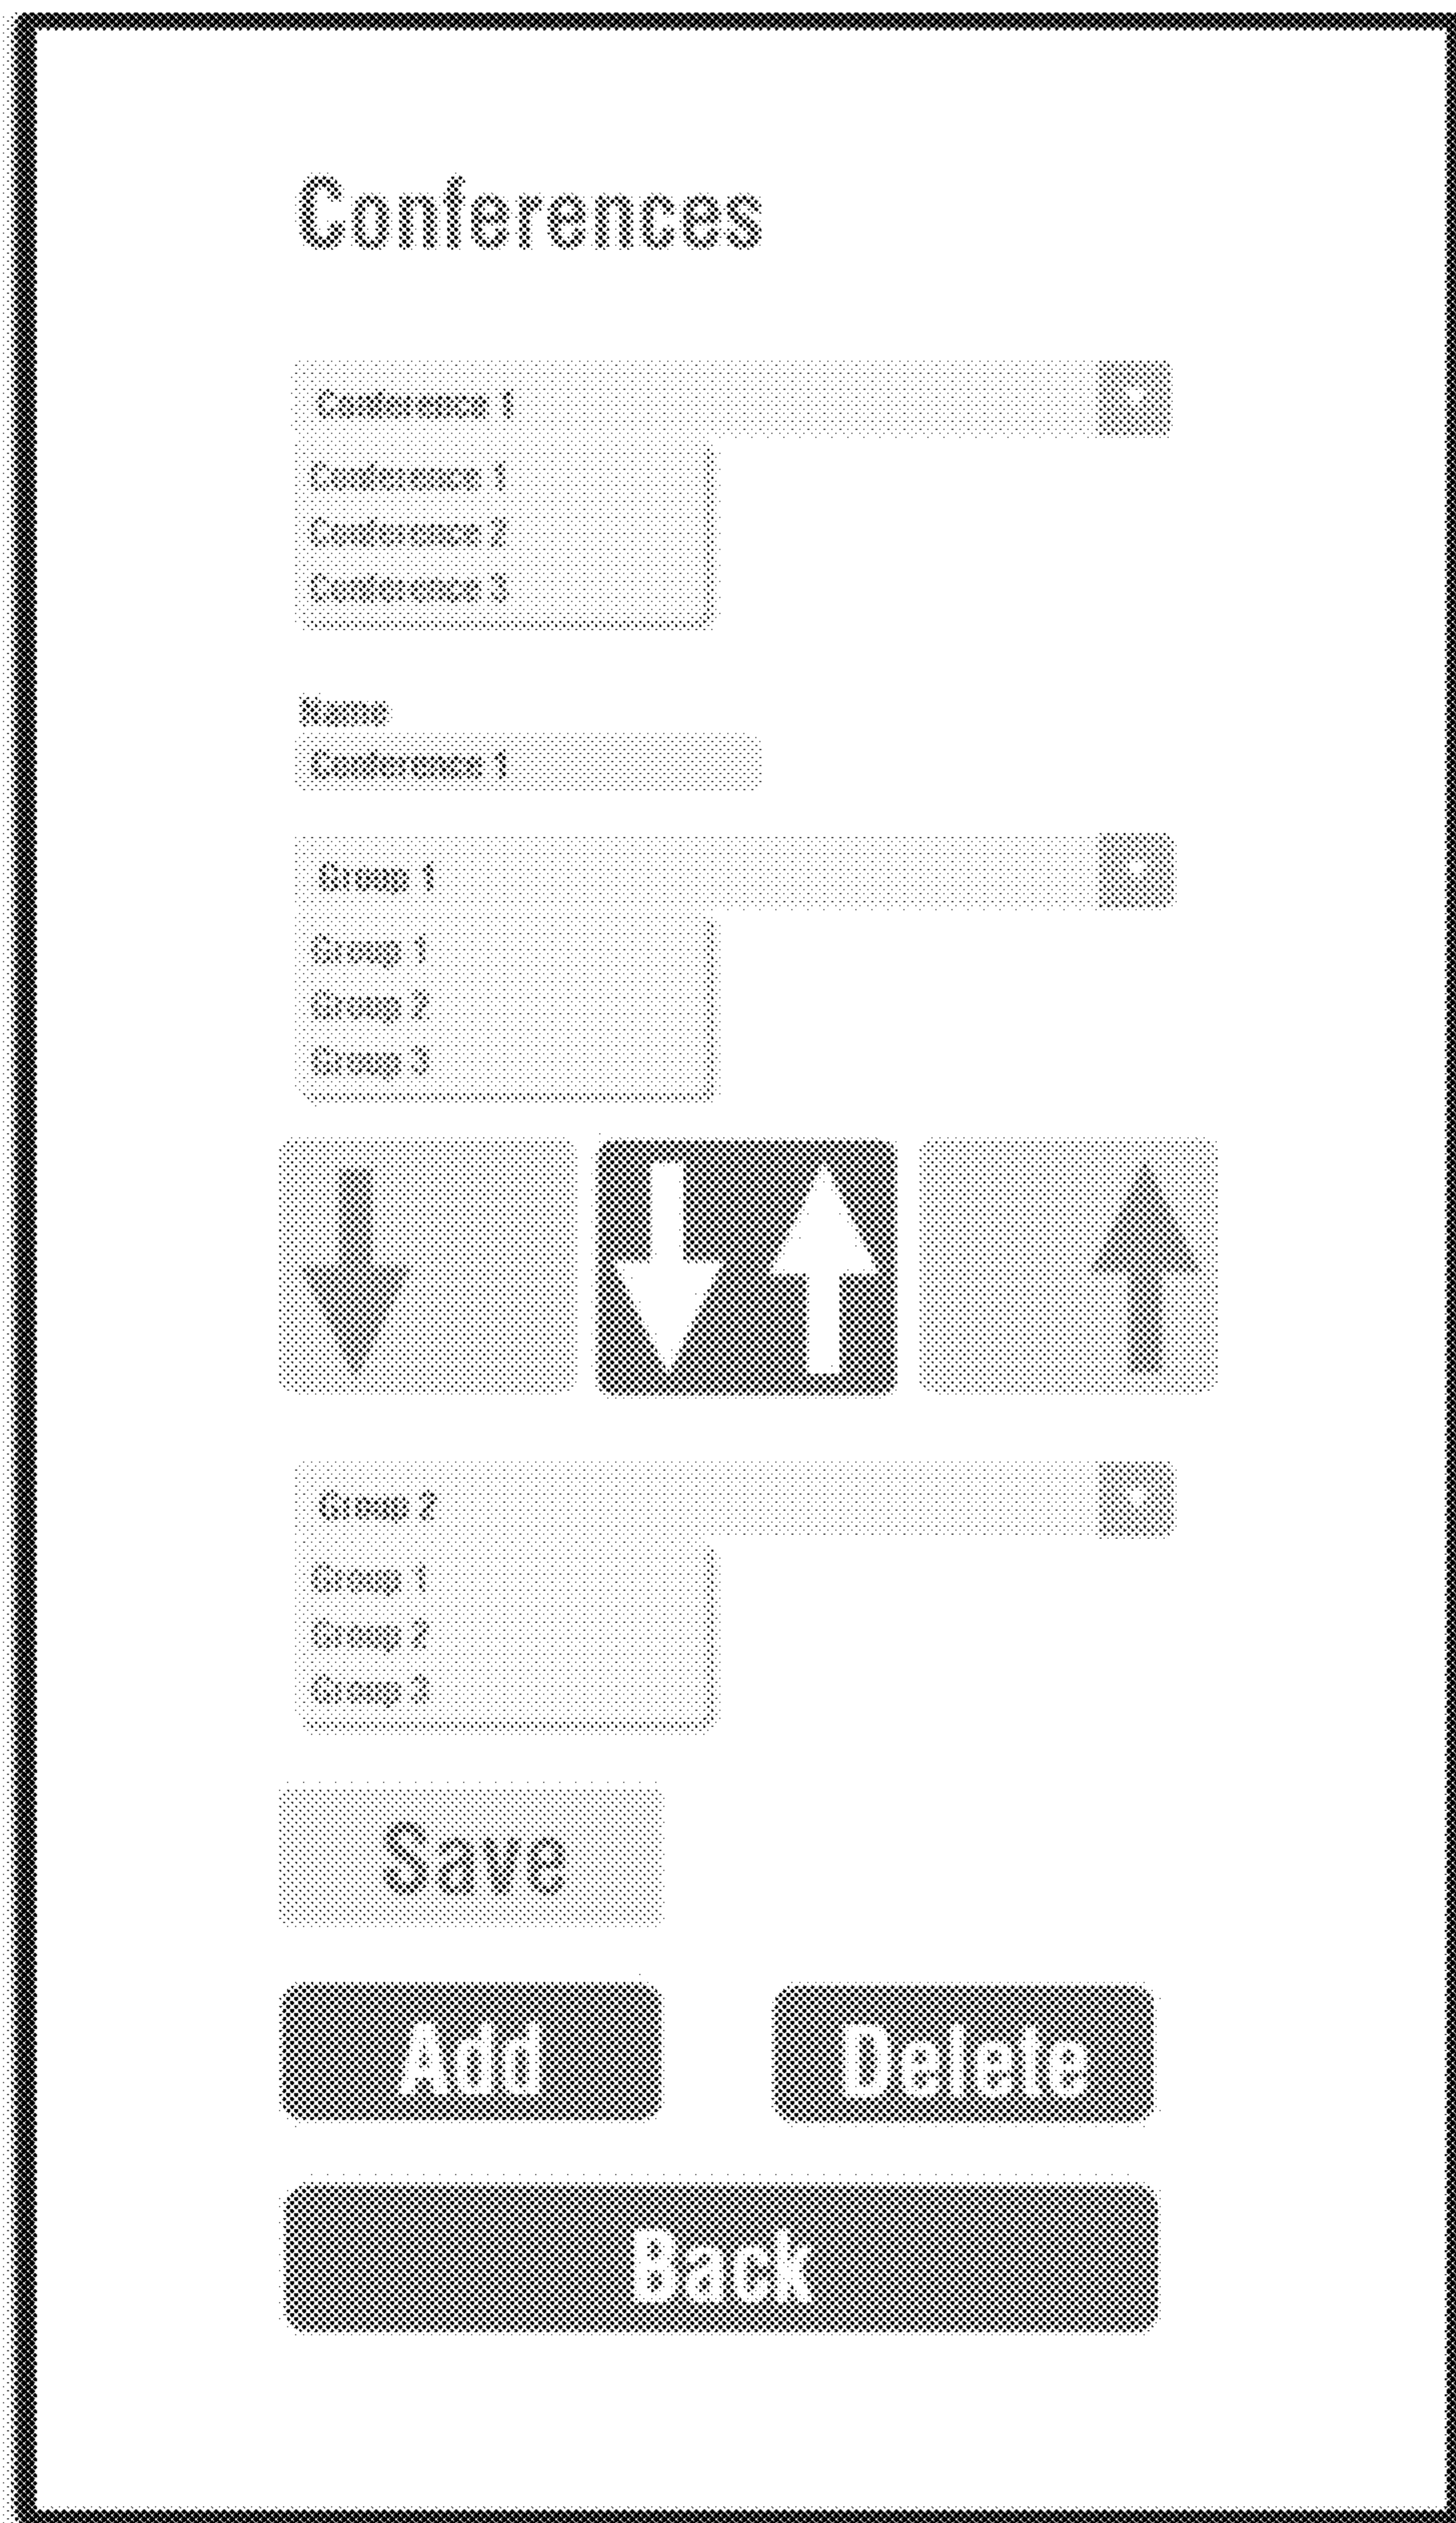 Conferences
Conference 1
Conference 1
Conference 2
Conference 3
Name
Conference 1
Group 1
Group 1
Group 2
Group 3
Group 2
Group 1
Group 2
Group 3
Save
Add Delete
Back